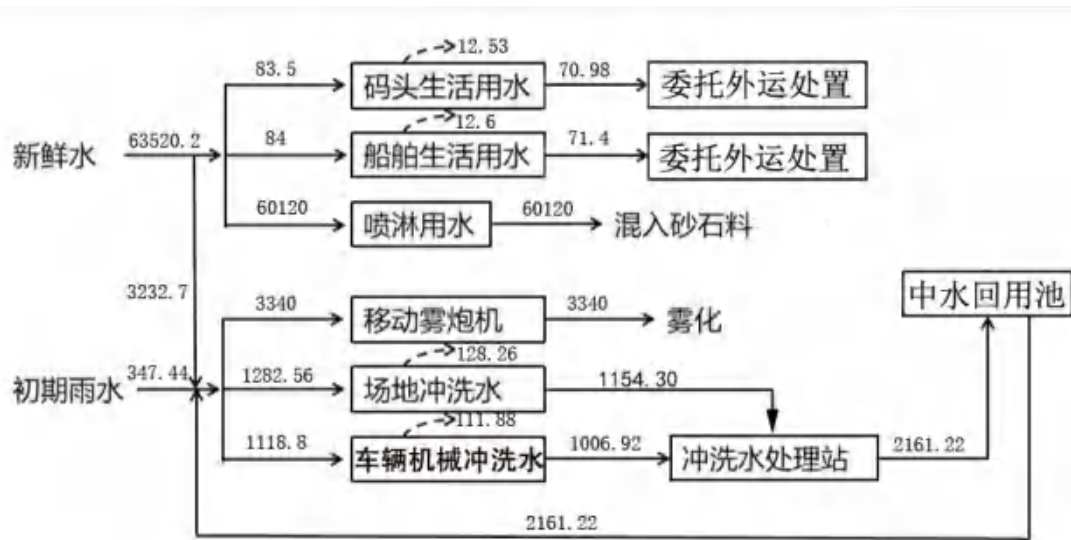 12.53
83.5
码头生活用水
70.98
委托外运处置
12.6
新鲜水
63520.2
84
船舶生活用水
71.4
委托外运处置
60120
喷淋用水
60120
混入砂石料
3232.7
中水回用池
3340
移动雾炮机
3340
雾化
128.26
初期雨水
347.44
1282.56
场地冲洗水
1154.30
111.88
1118.8
车辆机械冲洗水
1006.92
冲洗水处理站
2161.22
2161.22